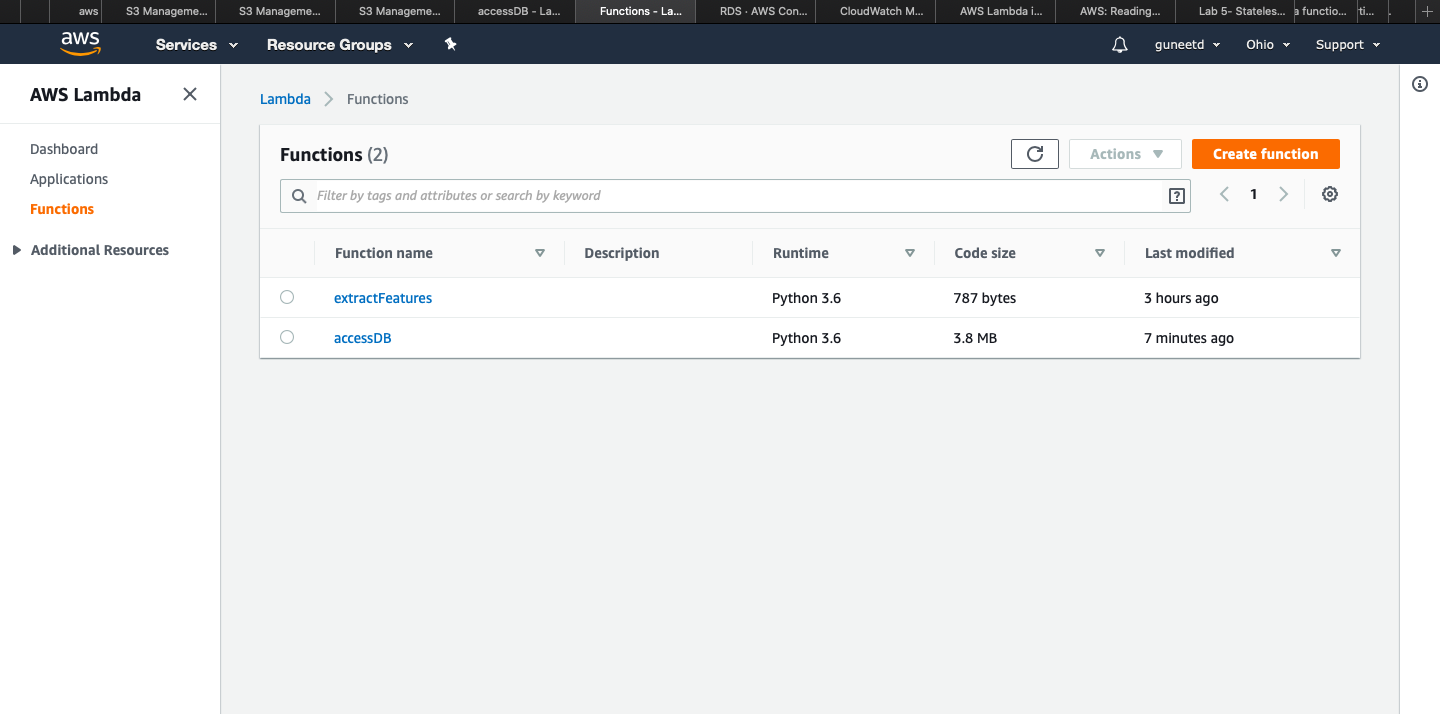 aws S3 Manageme... S3 Manageme... S3 Manageme... accessDB - La... Functions - La... RDS · AWS Con... CloudWatch M... AWS Lambda i... AWS: Reading... Lab 5- Stateles... a functio... ti...
aws Services Resource Groups guneetd Ohio Support
AWS Lambda
Dashboard
Applications
Functions
Additional Resources
Lambda Functions
Functions (2) Actions Create function
Filter by tags and attributes or search by keyword ? 1
Function name Description Runtime Code size Last modified
extractFeatures Python 3.6 787 bytes 3 hours ago
accessDB Python 3.6 3.8 MB 7 minutes ago